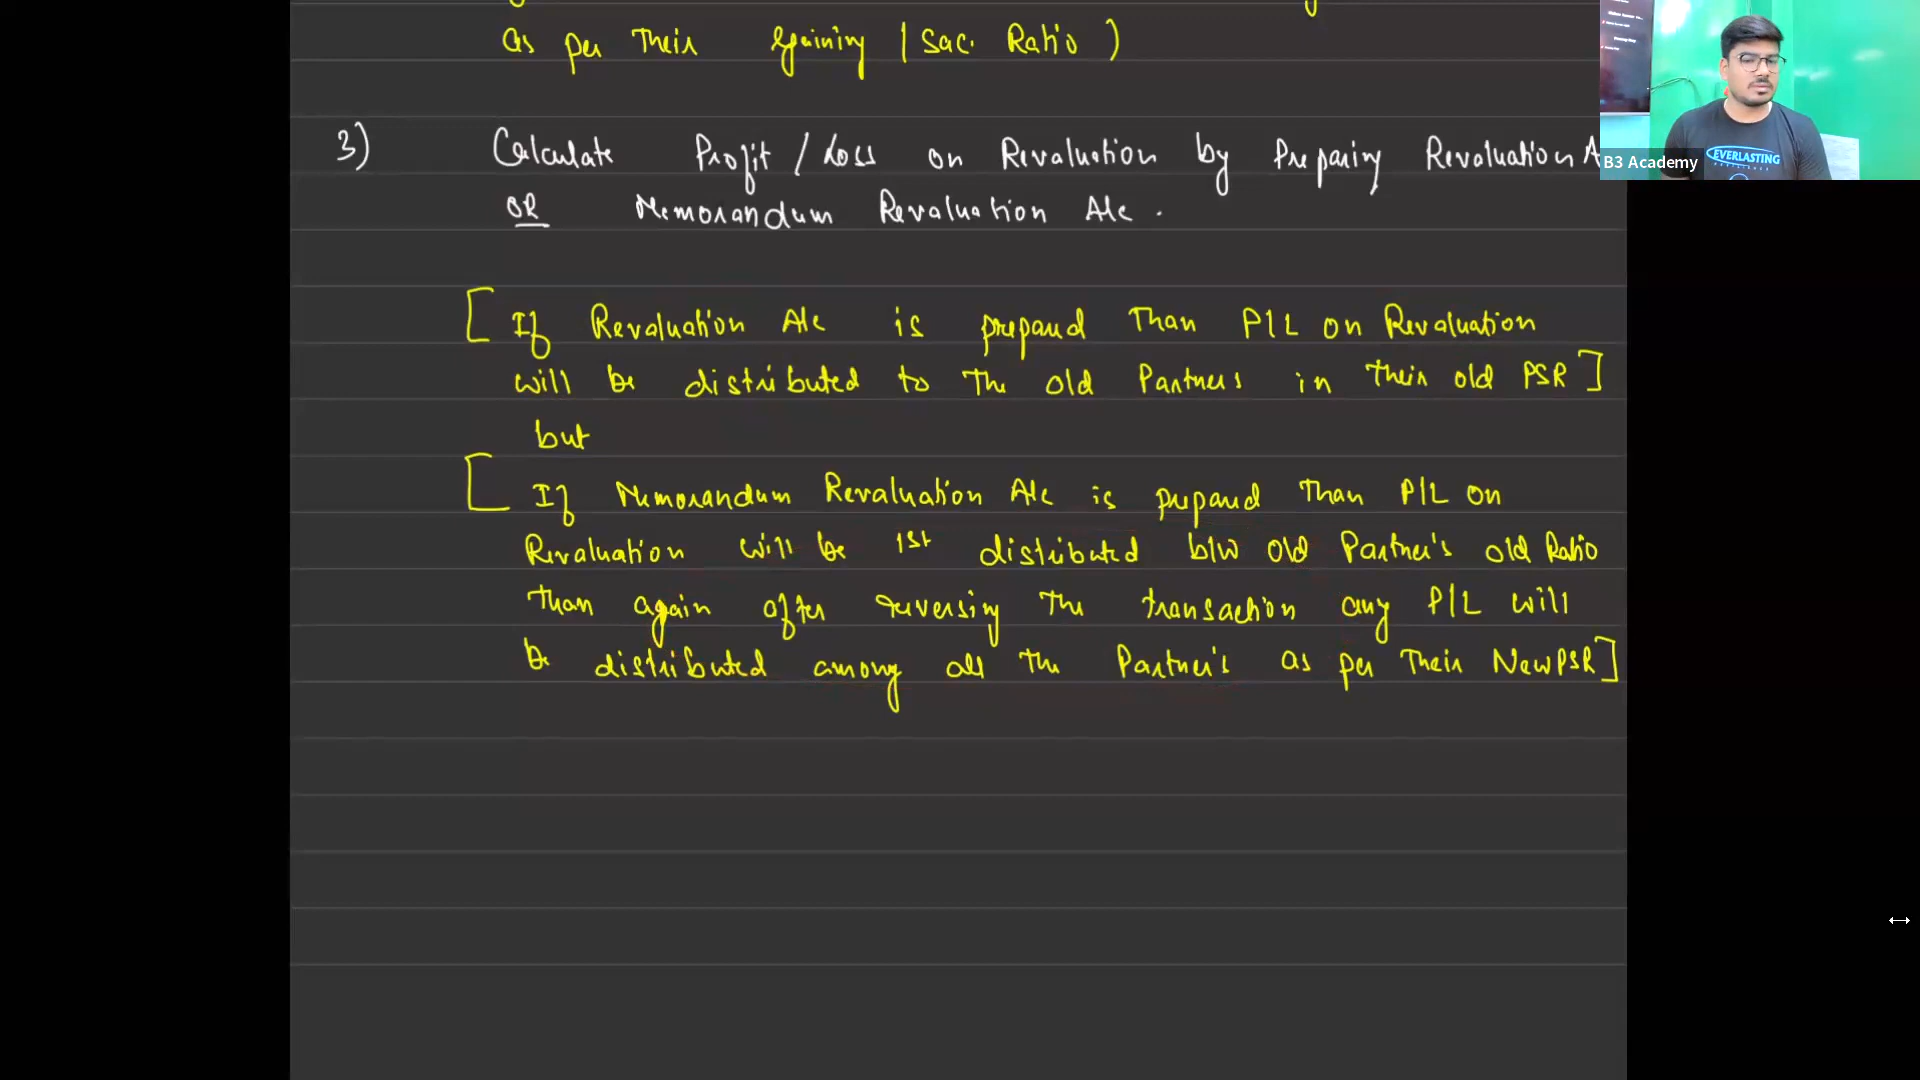 as per Their gaining / Sac. Ratio )
3) Calculate Profit / Loss on Revaluation by Preparing Revaluation A
OR Memorandum Revaluation A/c .
[ If Revaluation A/c is prepared Than P/L on Revaluation
will be distributed to The old Partners in Their old PSR ]
but
[ If Memorandum Revaluation A/c is prepared Than P/L on
Revaluation will be 1st distributed b/w old Partner's old Ratio
Than again after reversing The transaction any P/L will
be distributed among all The Partner's as per Their New PSR ]
B3 Academy
EVERLASTING